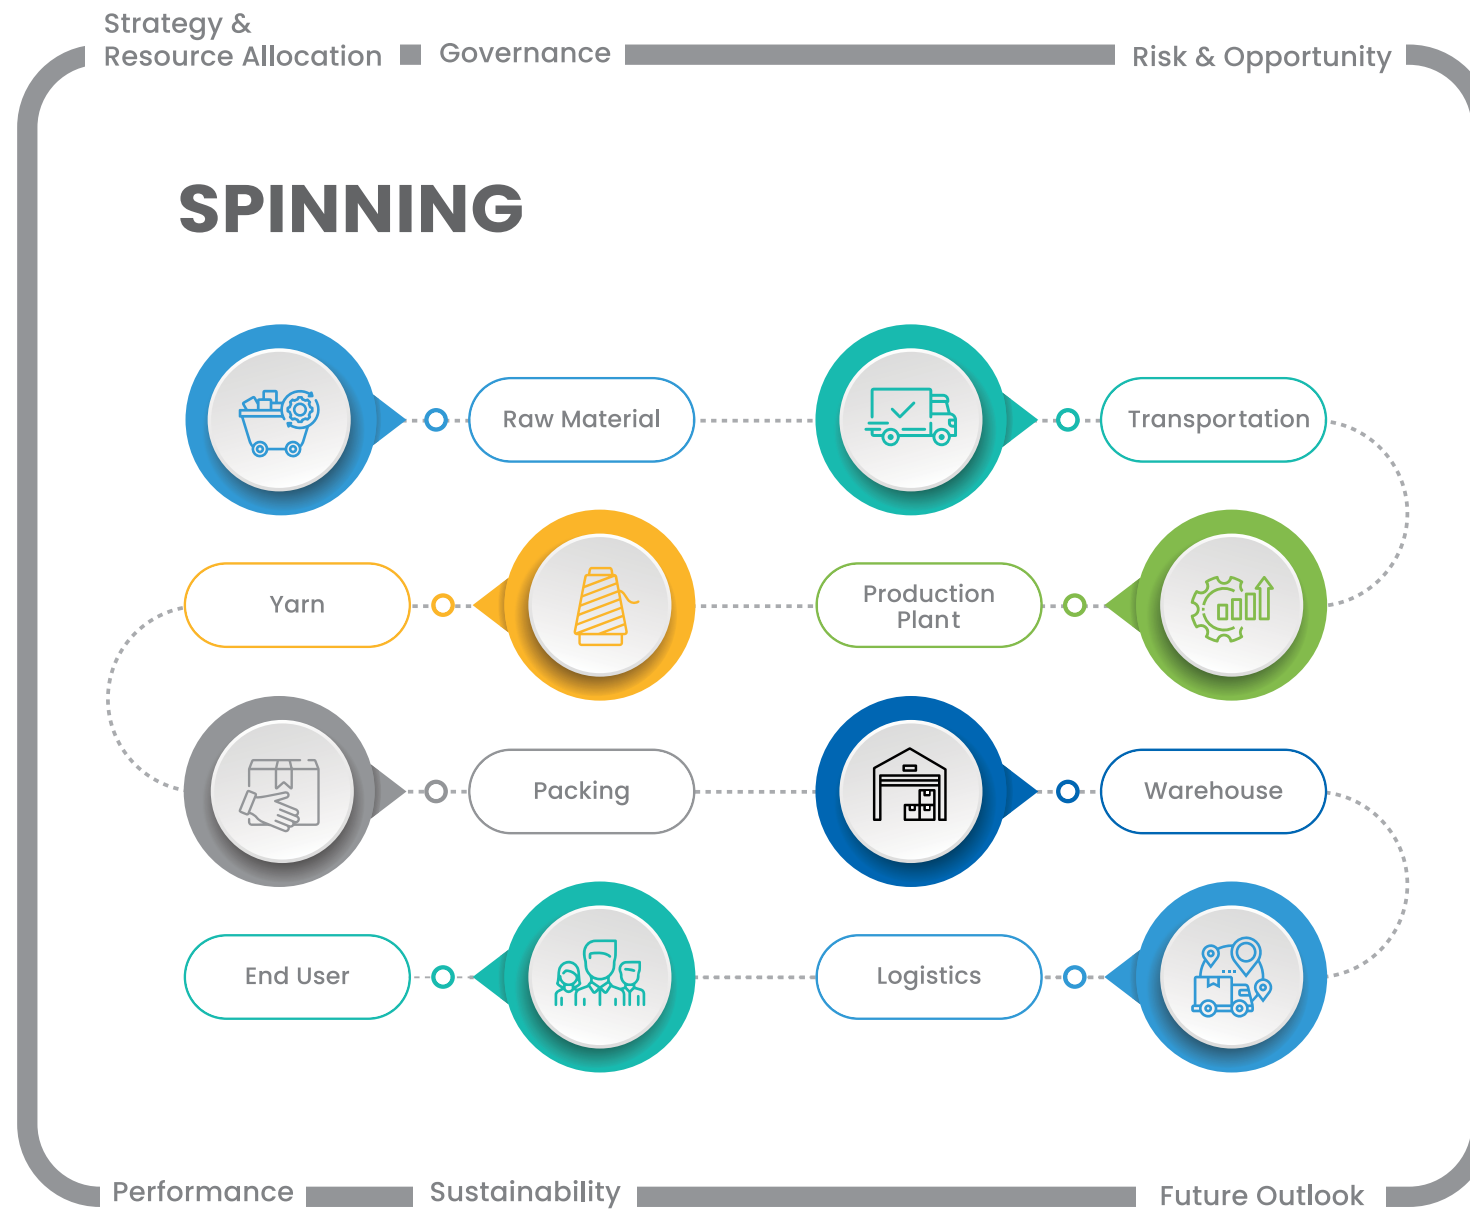 Strategy &
Resource Allocation
Governance
Risk & Opportunity
SPINNING
Raw Material
Transportation
Yarn
Production
Plant
Packing
Warehouse
End User
Logistics
Performance
Sustainability
Future Outlook